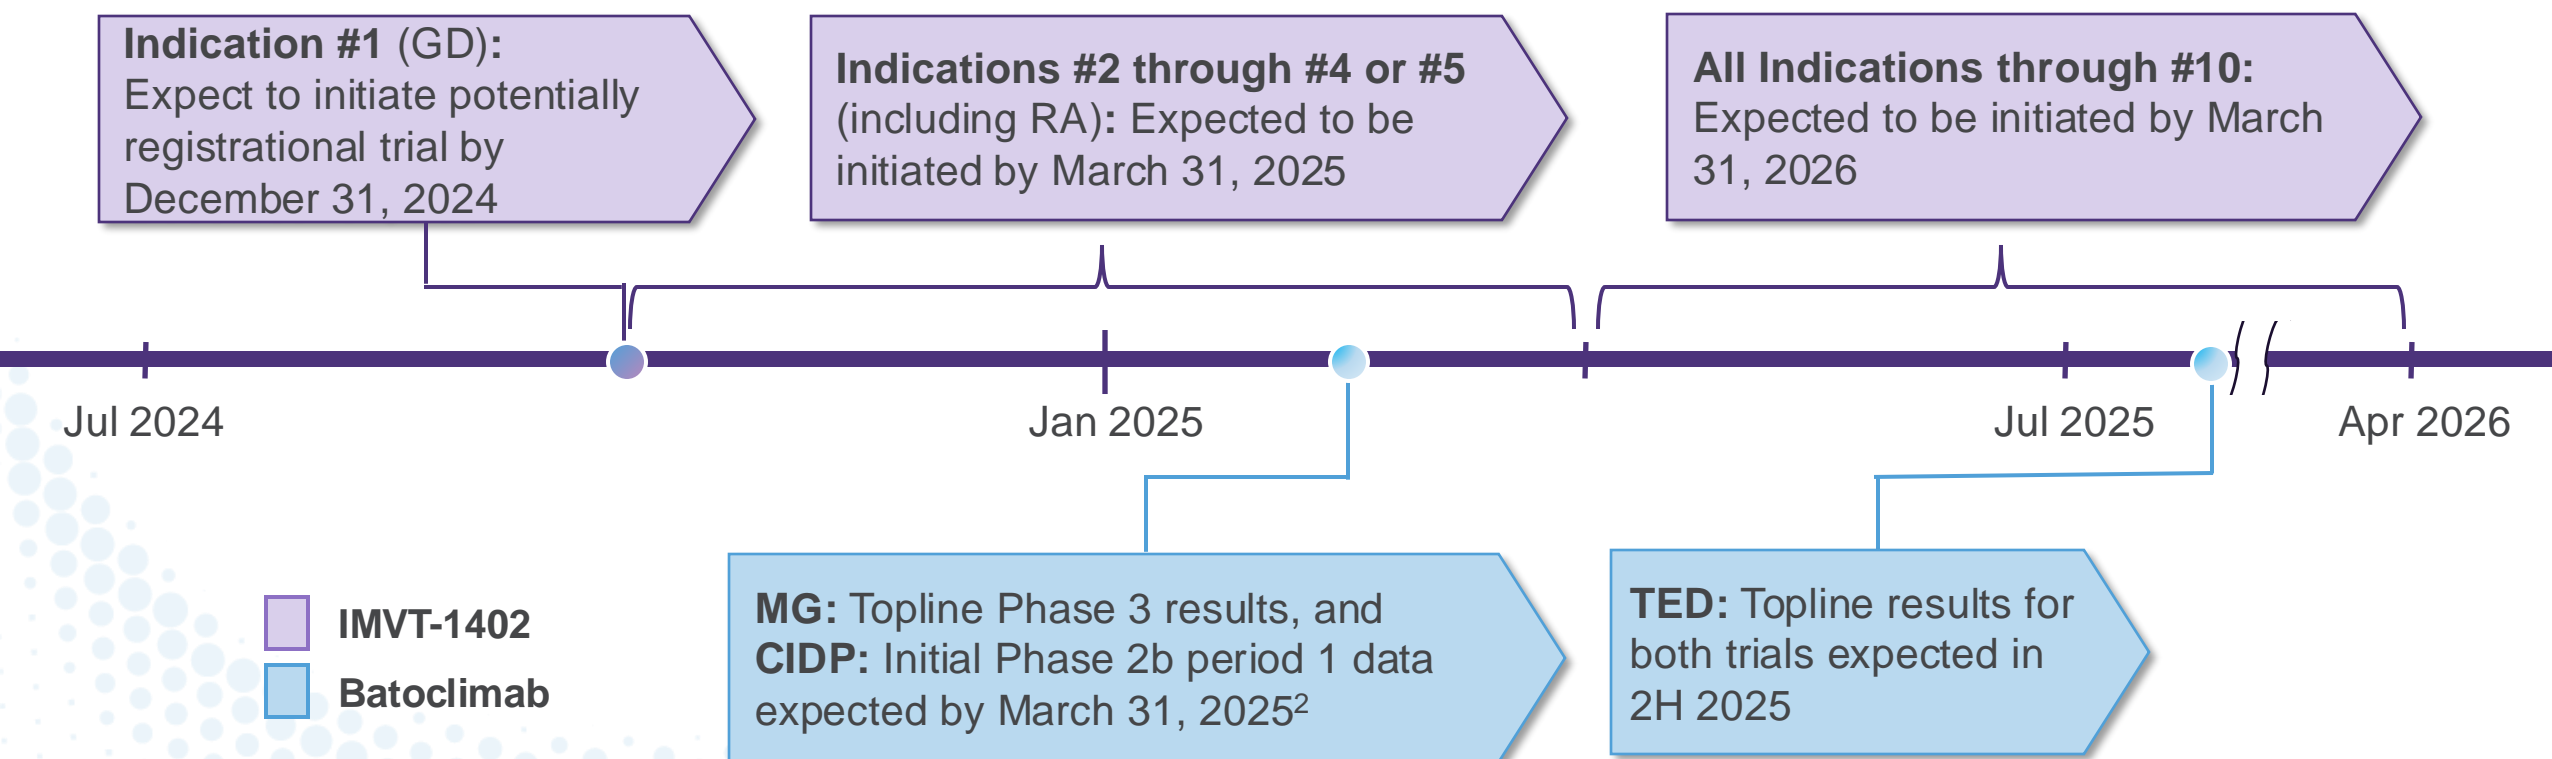 Indication #1 (GD):
Expect to initiate potentially
registrational trial by
December 31, 2024
Indications #2 through #4 or #5
(including RA): Expected to be
initiated by March 31, 2025
All Indications through #10:
Expected to be initiated by March
31, 2026
Jul 2024
Jan 2025
Jul 2025
Apr 2026
IMVT-1402
Batoclimab
MG: Topline Phase 3 results, and
CIDP: Initial Phase 2b period 1 data
expected by March 31, 2025²
TED: Topline results for
both trials expected in
2H 2025